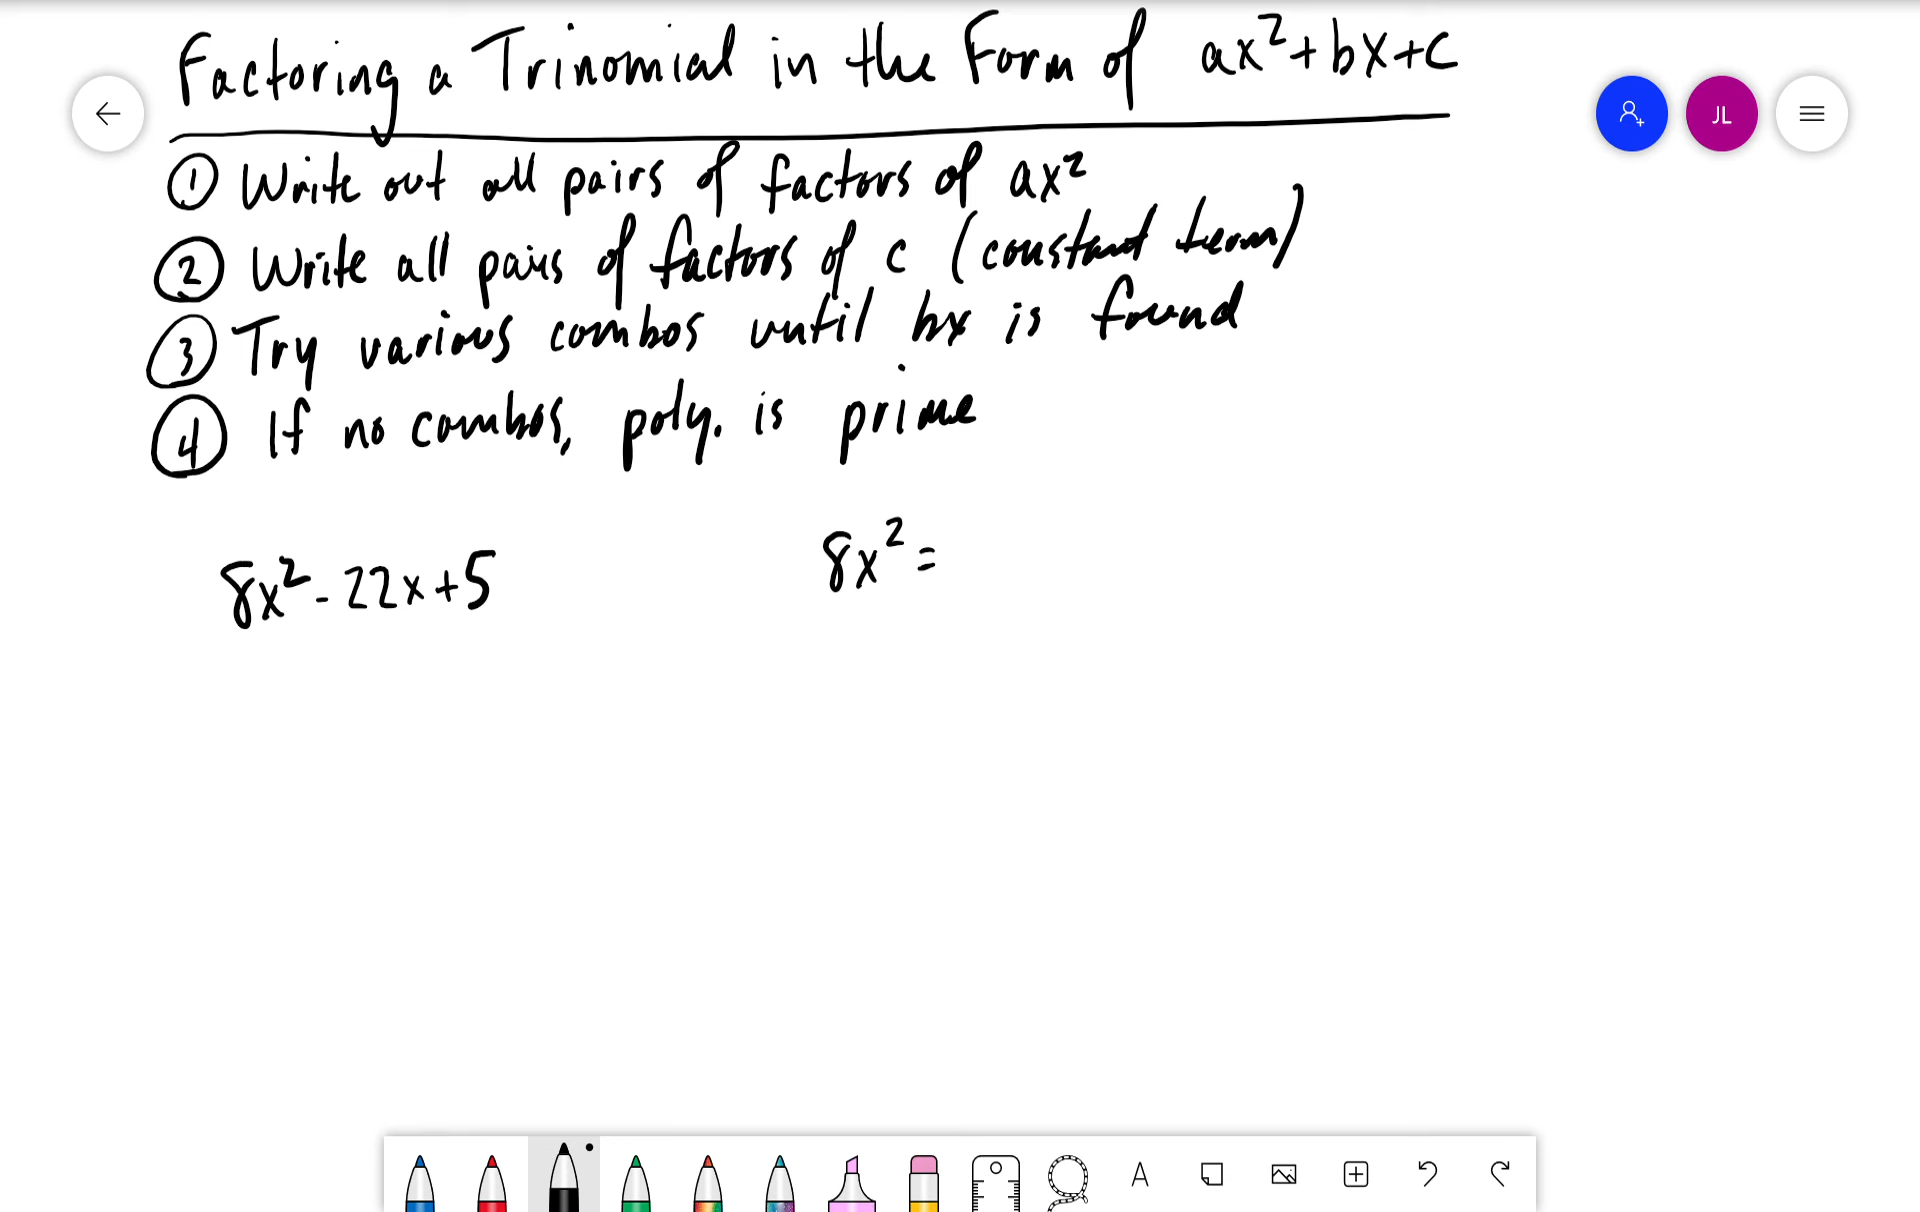 Factoring a Trinomial in the Form of ax²+bx+c
① Write out all pairs of factors of ax²
② Write all pairs of factors of c (constant term)
③ Try various combos until bx is found
④ If no combos, poly. is prime
8x²-22x+5
8x²=
JL
A